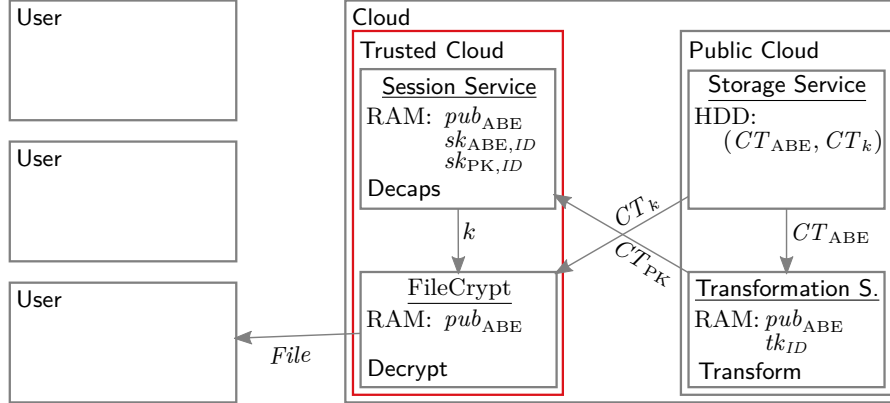 User
User
User
Cloud
Trusted Cloud
Session Service
RAM: pub_ABE
sk_ABE,ID
sk_PK,ID
Decaps
k
FileCrypt
RAM: pub_ABE
Decrypt
File
CT_k
CT_PK
Public Cloud
Storage Service
HDD:
(CT_ABE, CT_k)
CT_ABE
Transformation S.
RAM: pub_ABE
tk_ID
Transform